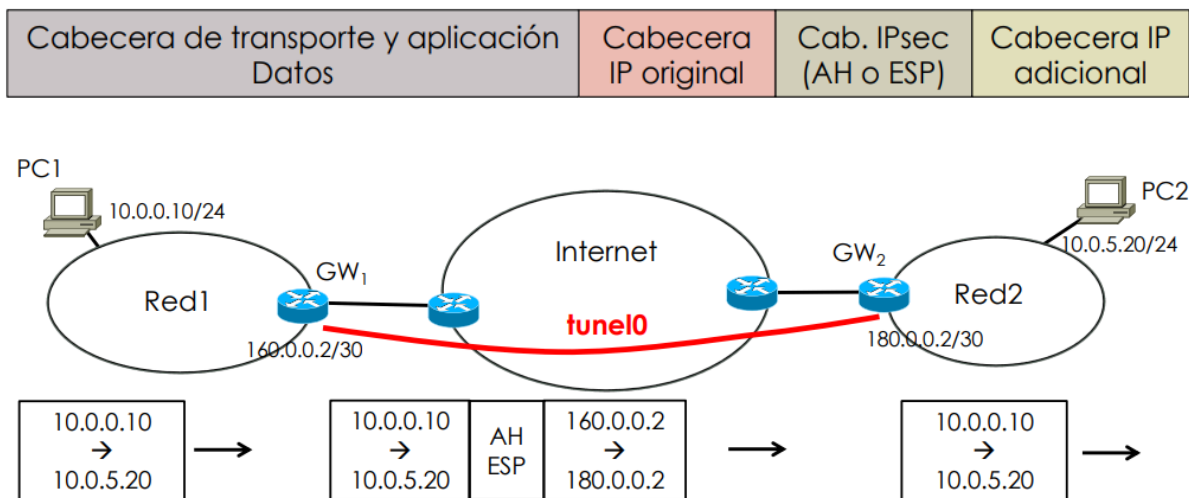 Cabecera de transporte y aplicación
Datos
Cabecera
IP original
Cab. IPsec
(AH o ESP)
Cabecera IP
adicional
PC1
10.0.0.10/24
Red1
GW1
160.0.0.2/30
Internet
tunel0
GW2
180.0.0.2/30
Red2
PC2
10.0.5.20/24
10.0.0.10
→
10.0.5.20
→
10.0.0.10
→
10.0.5.20
AH
ESP
160.0.0.2
→
180.0.0.2
→
10.0.0.10
→
10.0.5.20
→